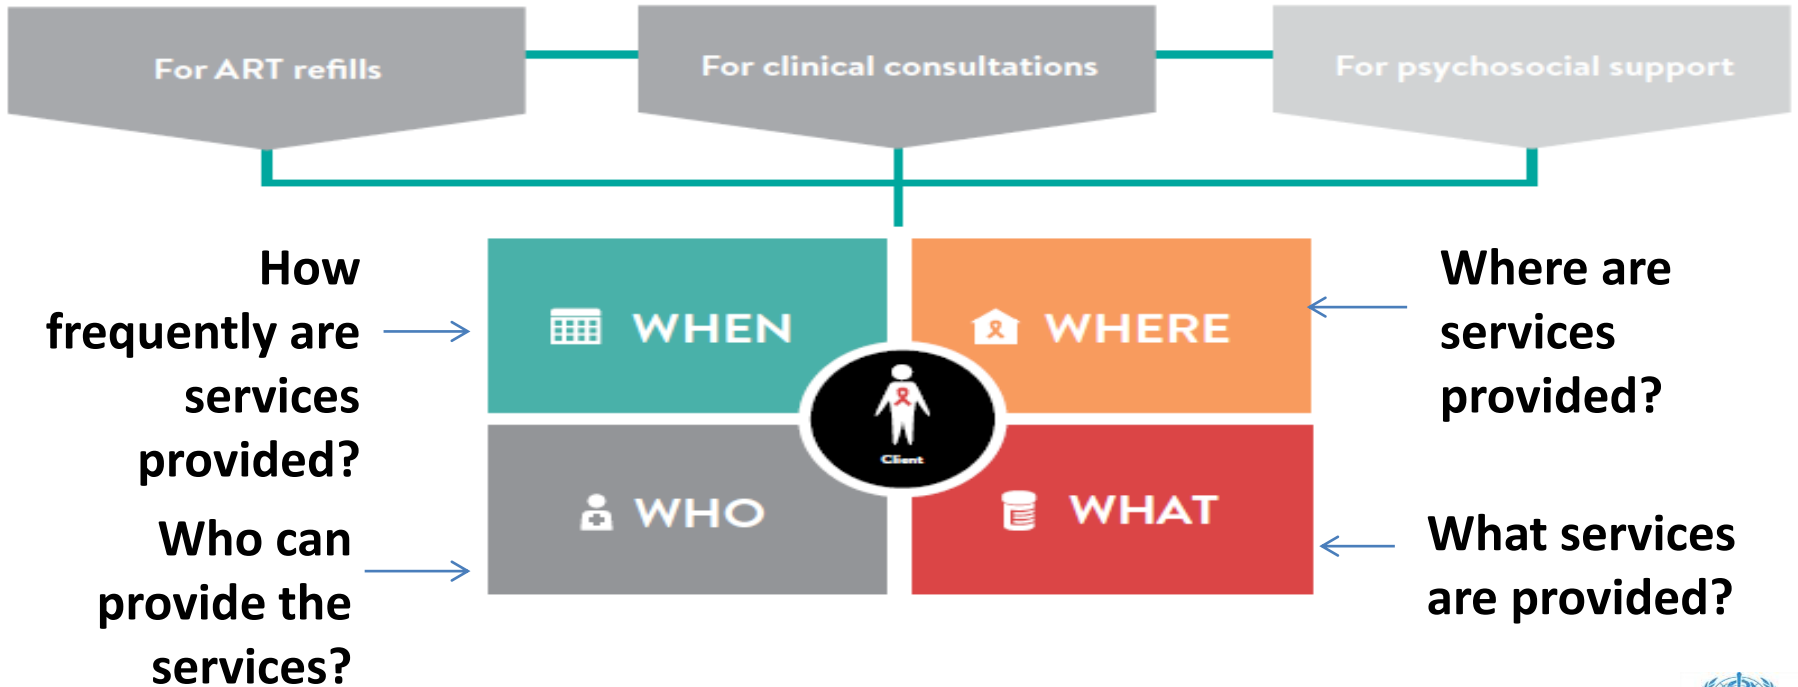 For ART refills
For clinical consultations
For psychosocial support
How
frequently are
services
provided?
WHEN
WHERE
Where are
services
provided?
Client
Who can
provide the
services?
WHO
WHAT
What services
are provided?